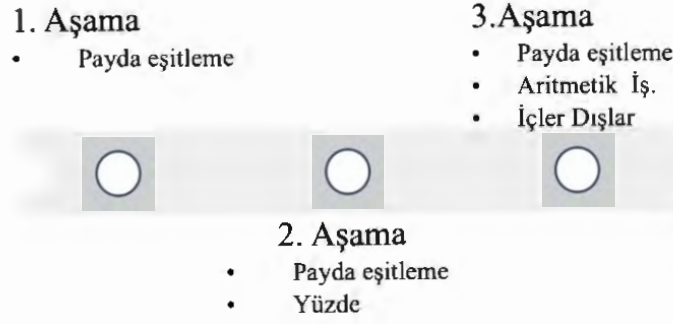 1. Aşama
• Payda eşitleme
3.Aşama
• Payda eşitleme
• Aritmetik İş.
• İçler Dışlar
2. Aşama
• Payda eşitleme
• Yüzde